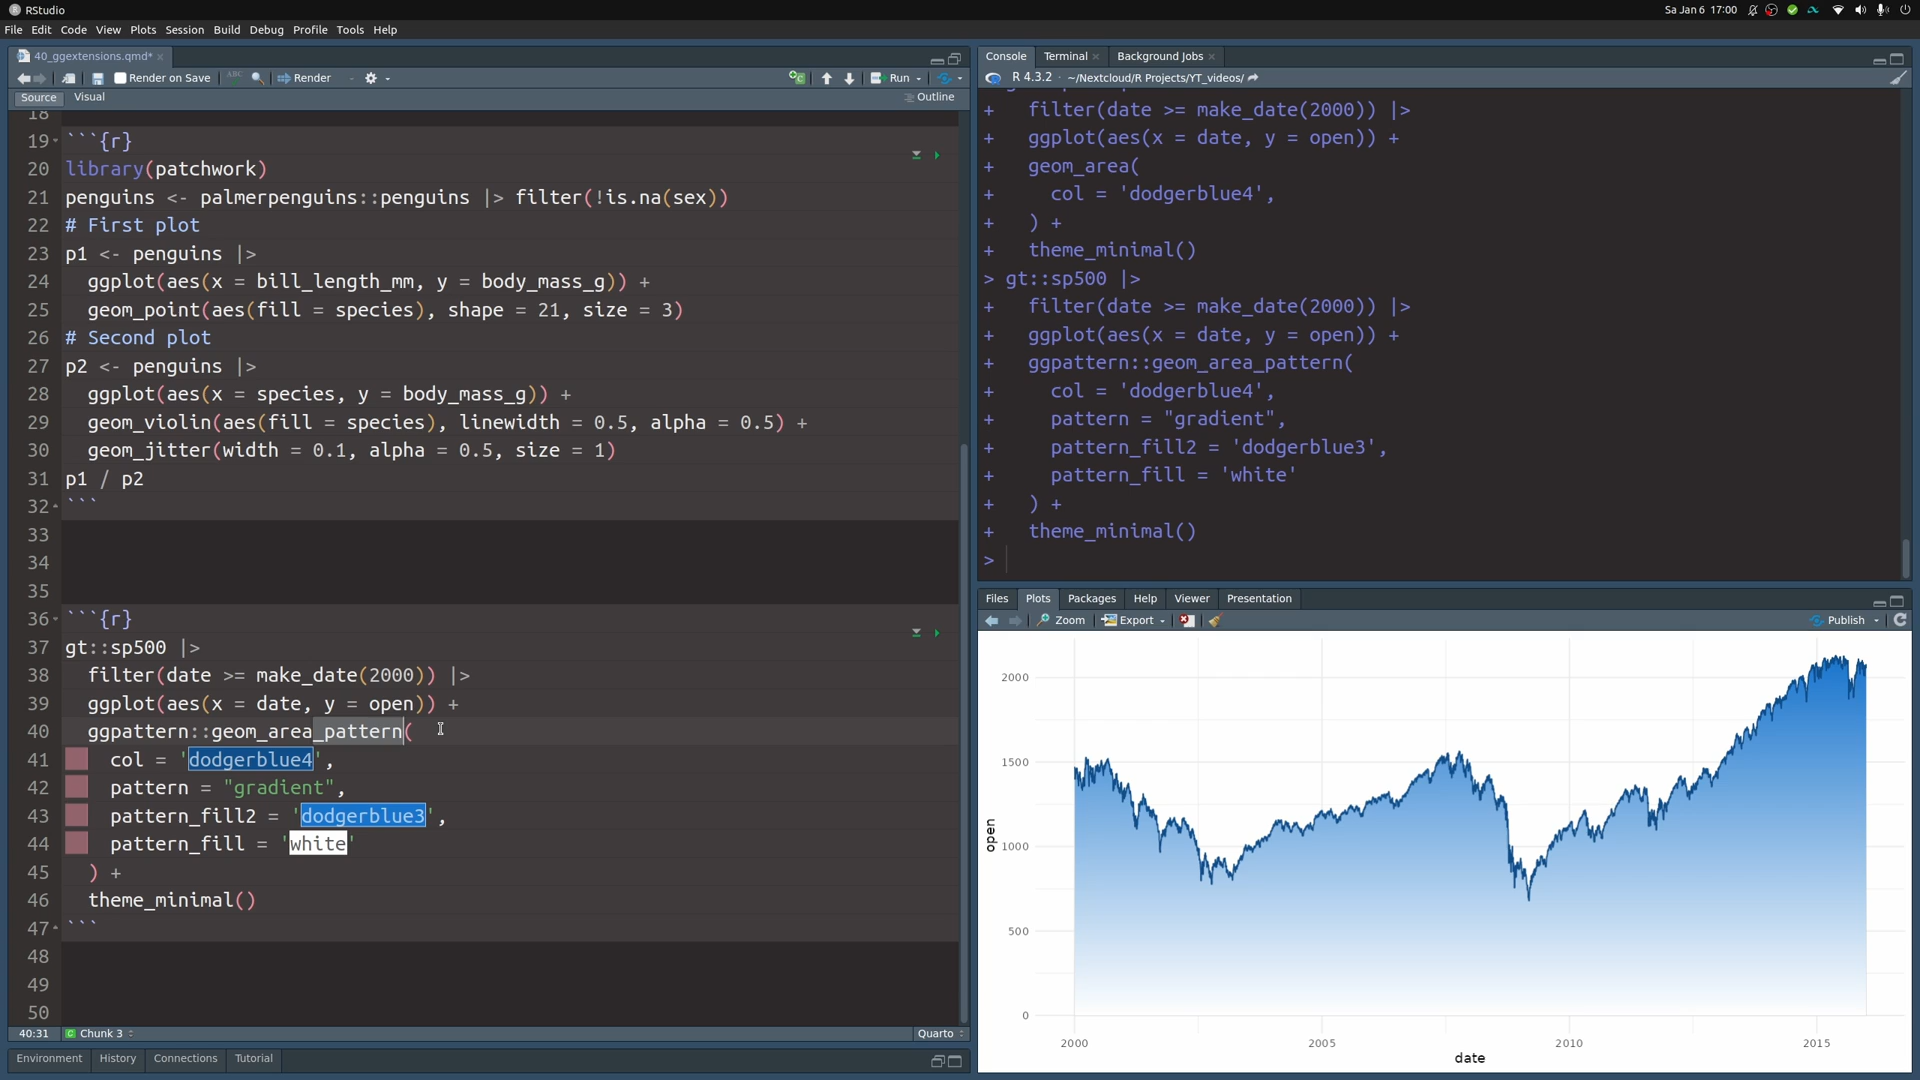 RStudio
Sa Jan 6 17:00
File Edit Code View Plots Session Build Debug Profile Tools Help
40_ggextensions.qmd*
Render on Save ABC Render Run
Source Visual Outline
18
19 ```{r}
20 library(patchwork)
21 penguins <- palmerpenguins::penguins |> filter(!is.na(sex))
22 # First plot
23 p1 <- penguins |>
24 ggplot(aes(x = bill_length_mm, y = body_mass_g)) +
25 geom_point(aes(fill = species), shape = 21, size = 3)
26 # Second plot
27 p2 <- penguins |>
28 ggplot(aes(x = species, y = body_mass_g)) +
29 geom_violin(aes(fill = species), linewidth = 0.5, alpha = 0.5) +
30 geom_jitter(width = 0.1, alpha = 0.5, size = 1)
31 p1 / p2
32 ```
33
34
35
36 ```{r}
37 gt::sp500 |>
38 filter(date >= make_date(2000)) |>
39 ggplot(aes(x = date, y = open)) +
40 ggpattern::geom_area_pattern(
41 col = 'dodgerblue4',
42 pattern = "gradient",
43 pattern_fill2 = 'dodgerblue3',
44 pattern_fill = 'white'
45 ) +
46 theme_minimal()
47 ```
48
49
50
40:31 Chunk 3 Quarto
Environment History Connections Tutorial
Console Terminal Background Jobs
R 4.3.2 · ~/Nextcloud/R Projects/YT_videos/
+ filter(date >= make_date(2000)) |>
+ ggplot(aes(x = date, y = open)) +
+ geom_area(
+ col = 'dodgerblue4',
+ ) +
+ theme_minimal()
> gt::sp500 |>
+ filter(date >= make_date(2000)) |>
+ ggplot(aes(x = date, y = open)) +
+ ggpattern::geom_area_pattern(
+ col = 'dodgerblue4',
+ pattern = "gradient",
+ pattern_fill2 = 'dodgerblue3',
+ pattern_fill = 'white'
+ ) +
+ theme_minimal()
>
Files Plots Packages Help Viewer Presentation
Zoom Export Publish
2000
1500
1000
500
0
open
2000 2005 2010 2015
date